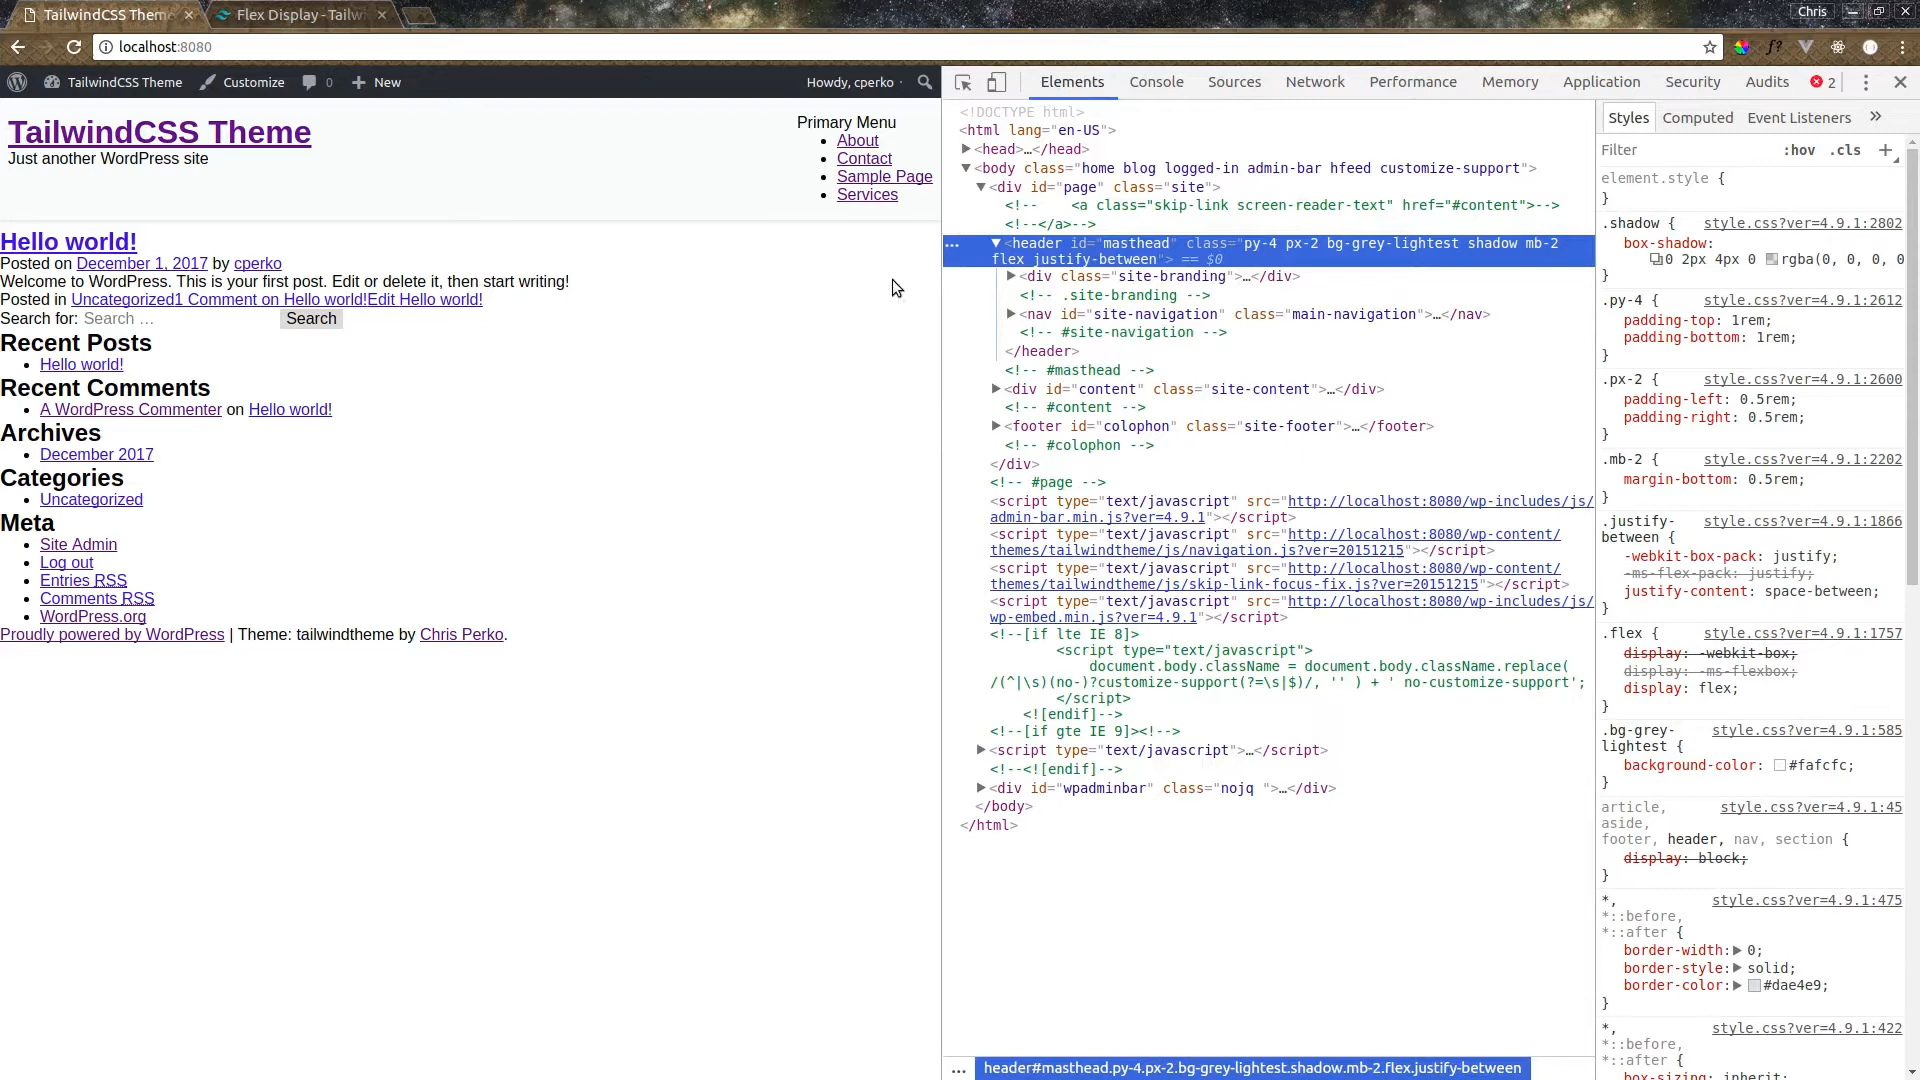 TailwindCSS Them
Flex Display - Tailwi
Chris
localhost:8080
TailwindCSS Theme
Customize
0
New
Howdy, cperko
TailwindCSS Theme
Just another WordPress site
Primary Menu
About
Contact
Sample Page
Services
Hello world!
Posted on December 1, 2017 by cperko
Welcome to WordPress. This is your first post. Edit or delete it, then start writing!
Posted in Uncategorized1 Comment on Hello world!Edit Hello world!
Search for: Search …
Search
Recent Posts
Hello world!
Recent Comments
A WordPress Commenter on Hello world!
Archives
December 2017
Categories
Uncategorized
Meta
Site Admin
Log out
Entries RSS
Comments RSS
WordPress.org
Proudly powered by WordPress | Theme: tailwindtheme by Chris Perko.
Elements
Console
Sources
Network
Performance
Memory
Application
Security
Audits
2
<!DOCTYPE html>
<html lang="en-US">
<head>…</head>
<body class="home blog logged-in admin-bar hfeed customize-support">
<div id="page" class="site">
<!--    <a class="skip-link screen-reader-text" href="#content">-->
<!--</a>-->
… <header id="masthead" class="py-4 px-2 bg-grey-lightest shadow mb-2
flex justify-between"> == $0
<div class="site-branding">…</div>
<!-- .site-branding -->
<nav id="site-navigation" class="main-navigation">…</nav>
<!-- #site-navigation -->
</header>
<!-- #masthead -->
<div id="content" class="site-content">…</div>
<!-- #content -->
<footer id="colophon" class="site-footer">…</footer>
<!-- #colophon -->
</div>
<!-- #page -->
<script type="text/javascript" src="http://localhost:8080/wp-includes/js/
admin-bar.min.js?ver=4.9.1"></script>
<script type="text/javascript" src="http://localhost:8080/wp-content/
themes/tailwindtheme/js/navigation.js?ver=20151215"></script>
<script type="text/javascript" src="http://localhost:8080/wp-content/
themes/tailwindtheme/js/skip-link-focus-fix.js?ver=20151215"></script>
<script type="text/javascript" src="http://localhost:8080/wp-includes/js/
wp-embed.min.js?ver=4.9.1"></script>
<!--[if lte IE 8]>
<script type="text/javascript">
document.body.className = document.body.className.replace(
/(^|\s)(no-)?customize-support(?=\s|$)/, '' ) + ' no-customize-support';
</script>
<![endif]-->
<!--[if gte IE 9]><!-->
<script type="text/javascript">…</script>
<!--<![endif]-->
<div id="wpadminbar" class="nojq ">…</div>
</body>
</html>
… header#masthead.py-4.px-2.bg-grey-lightest.shadow.mb-2.flex.justify-between
Styles
Computed
Event Listeners
»
Filter
:hov
.cls
+
element.style {
}
.shadow { style.css?ver=4.9.1:2802
box-shadow:
0 2px 4px 0 rgba(0, 0, 0, 0
}
.py-4 { style.css?ver=4.9.1:2612
padding-top: 1rem;
padding-bottom: 1rem;
}
.px-2 { style.css?ver=4.9.1:2600
padding-left: 0.5rem;
padding-right: 0.5rem;
}
.mb-2 { style.css?ver=4.9.1:2202
margin-bottom: 0.5rem;
}
.justify- style.css?ver=4.9.1:1866
between {
-webkit-box-pack: justify;
-ms-flex-pack: justify;
justify-content: space-between;
}
.flex { style.css?ver=4.9.1:1757
display: -webkit-box;
display: -ms-flexbox;
display: flex;
}
.bg-grey- style.css?ver=4.9.1:585
lightest {
background-color: #fafcfc;
}
article, style.css?ver=4.9.1:45
aside,
footer, header, nav, section {
display: block;
}
*, style.css?ver=4.9.1:475
*::before,
*::after {
border-width: 0;
border-style: solid;
border-color: #dae4e9;
}
*, style.css?ver=4.9.1:422
*::before,
*::after {
box-sizing: inherit;